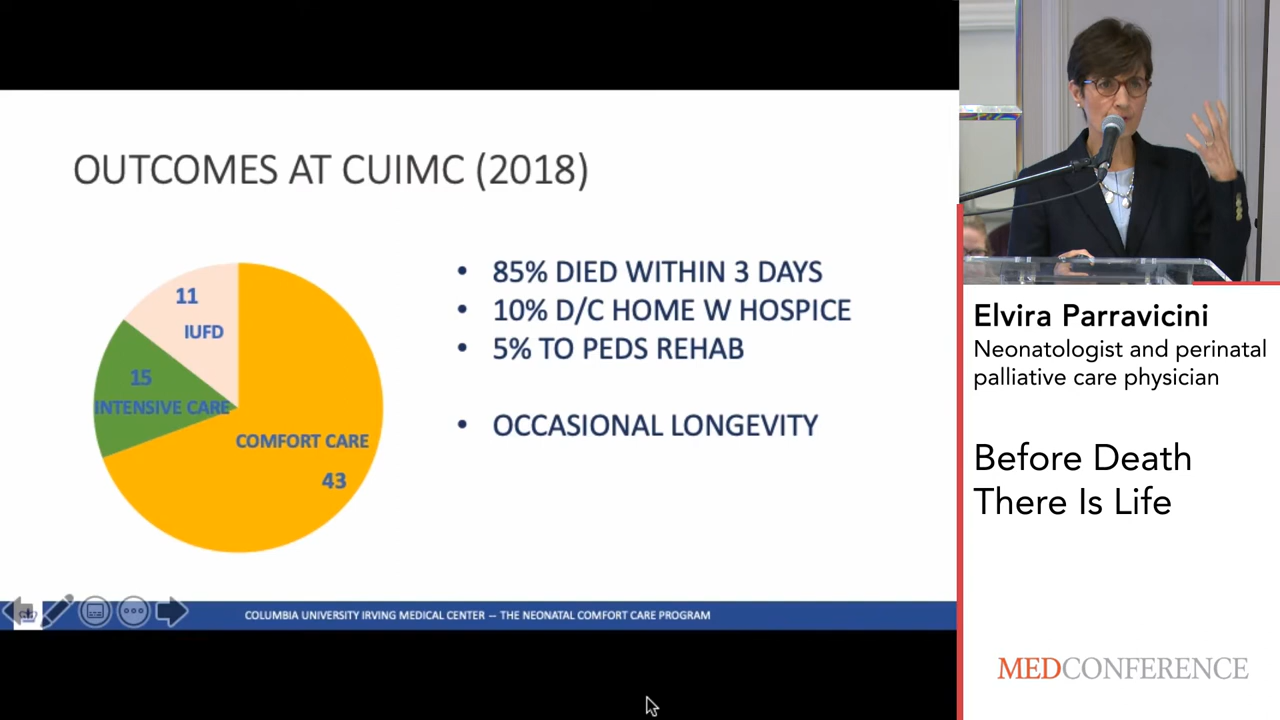 OUTCOMES AT CUIMC (2018)
11
IUFD
15
INTENSIVE CARE
COMFORT CARE
43
• 85% DIED WITHIN 3 DAYS
• 10% D/C HOME W HOSPICE
• 5% TO PEDS REHAB
• OCCASIONAL LONGEVITY
COLUMBIA UNIVERSITY IRVING MEDICAL CENTER – THE NEONATAL COMFORT CARE PROGRAM
Elvira Parravicini
Neonatologist and perinatal
palliative care physician
Before Death
There Is Life
MEDCONFERENCE